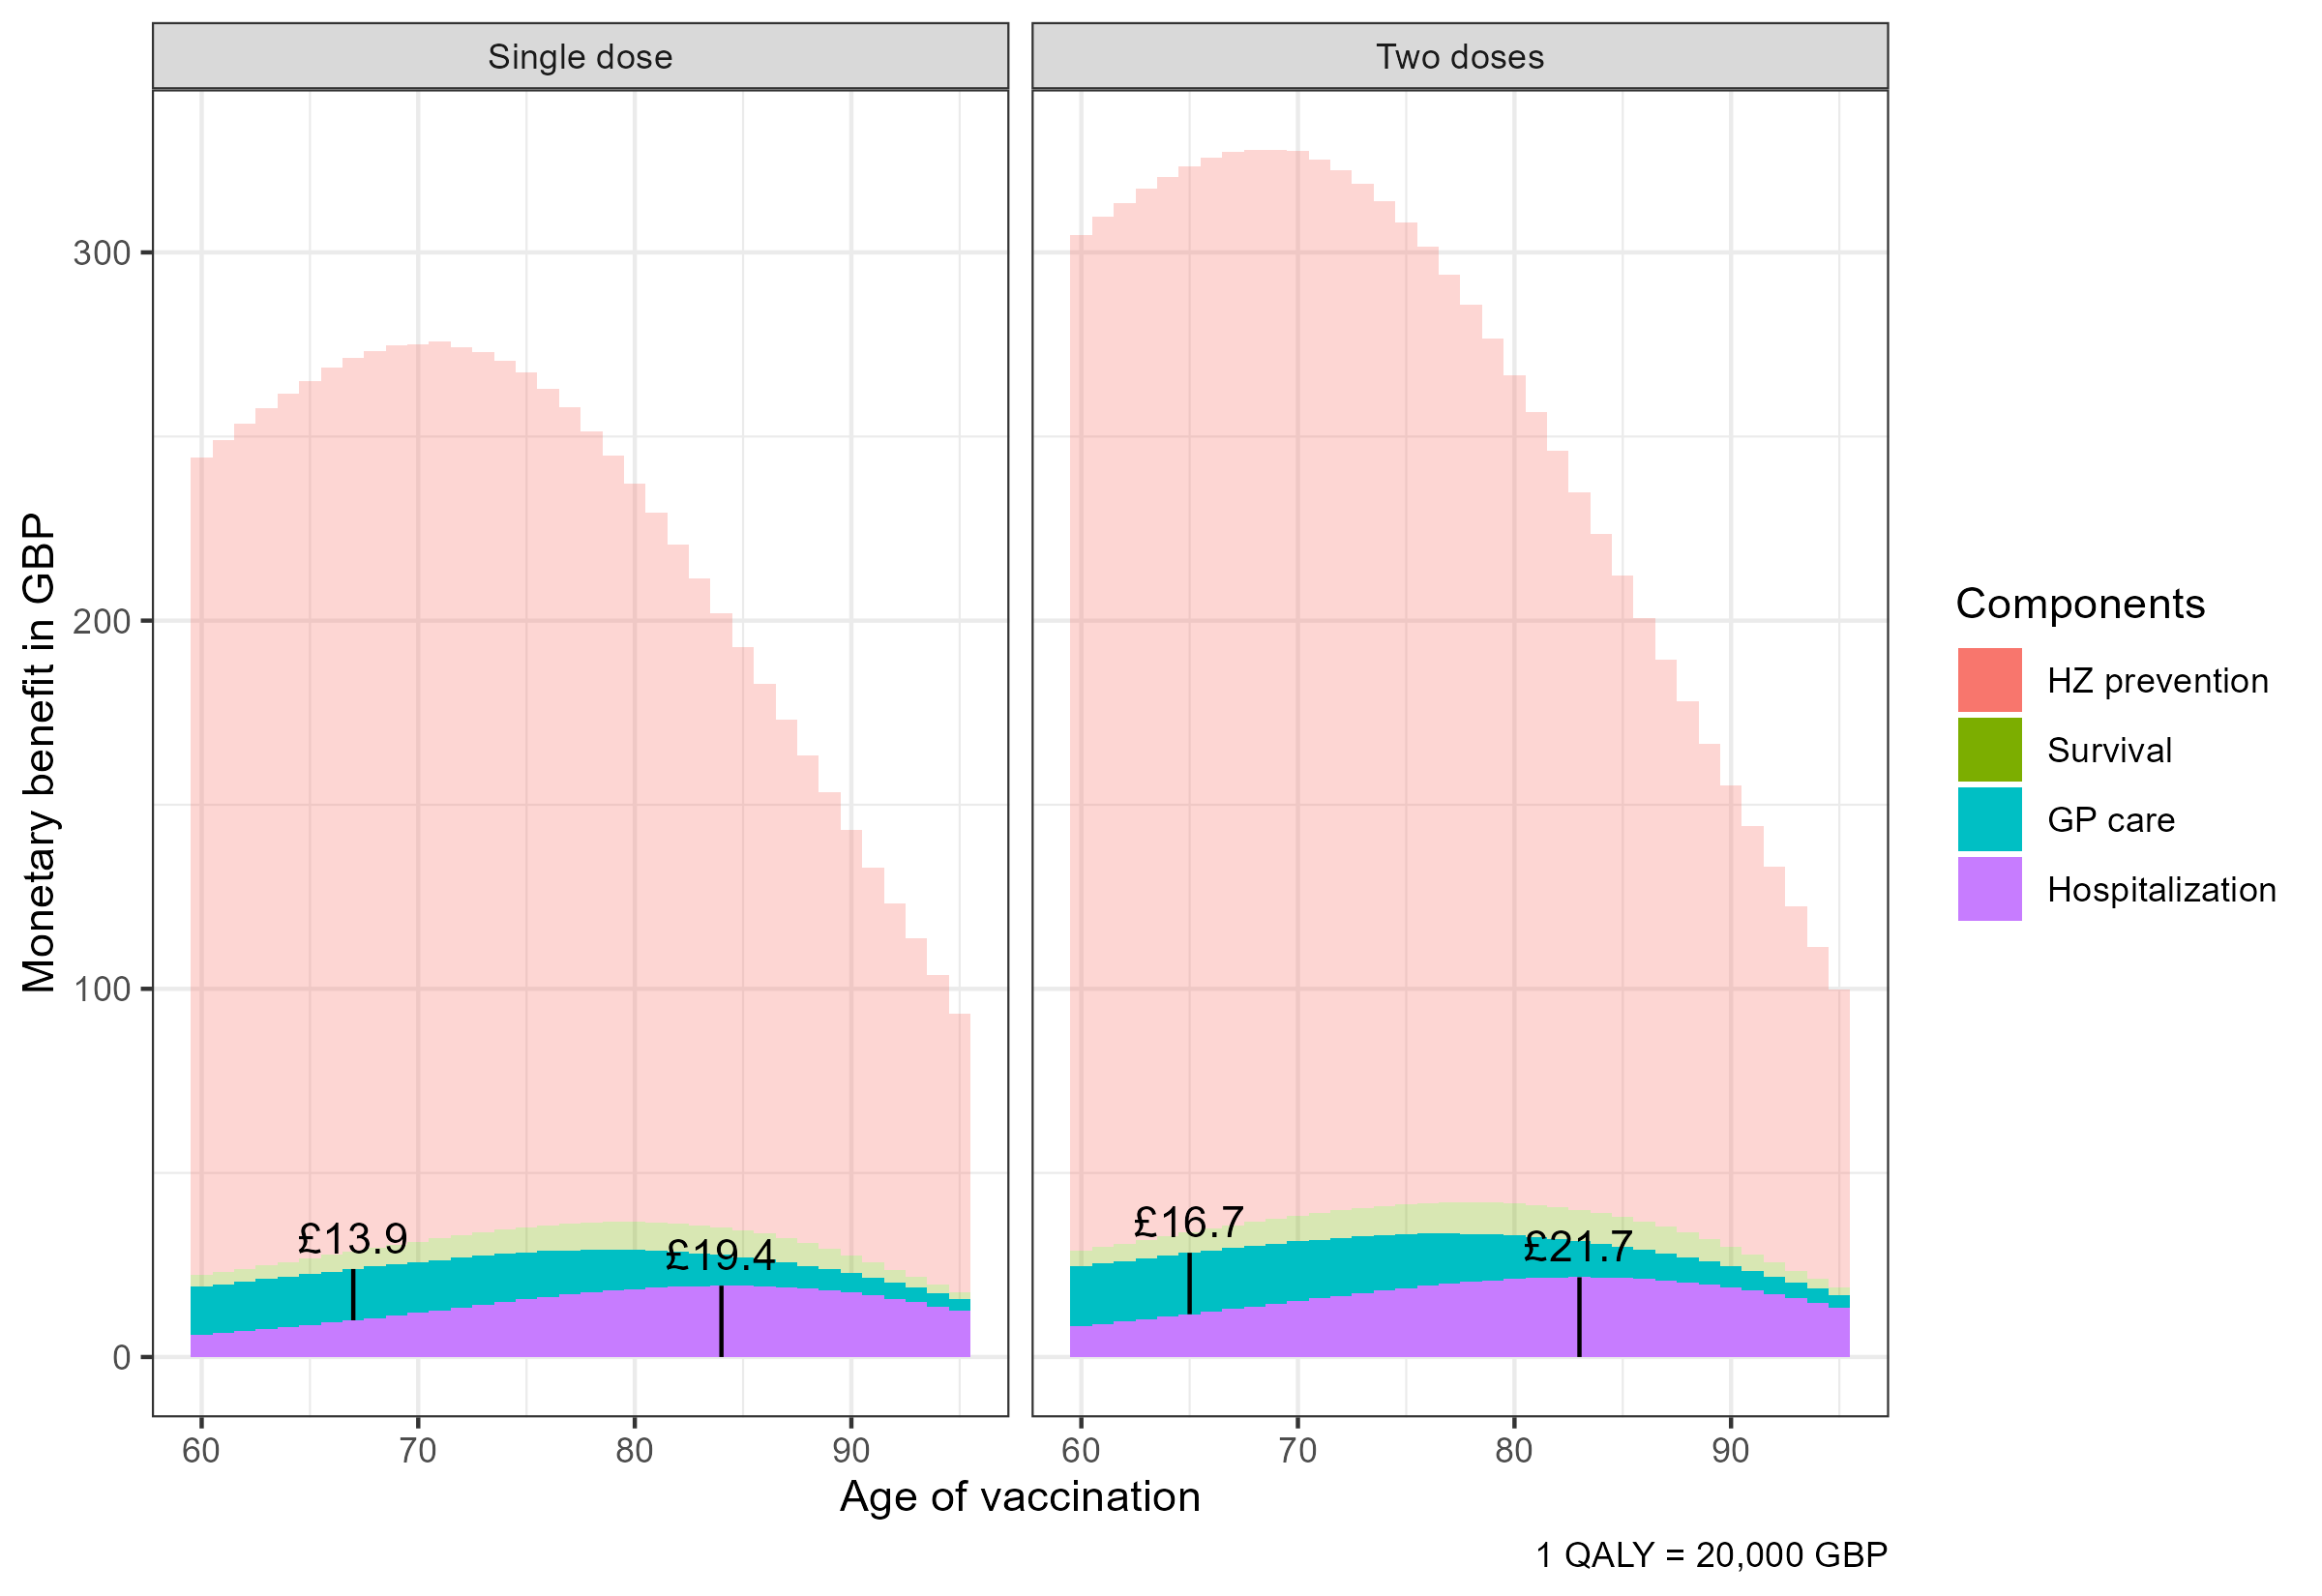 Single dose
Two doses
Monetary benefit in GBP
300
200
100
0
£13.9
£19.4
£16.7
£21.7
60 70 80 90
60 70 80 90
Age of vaccination
1 QALY = 20,000 GBP
Components
HZ prevention
Survival
GP care
Hospitalization